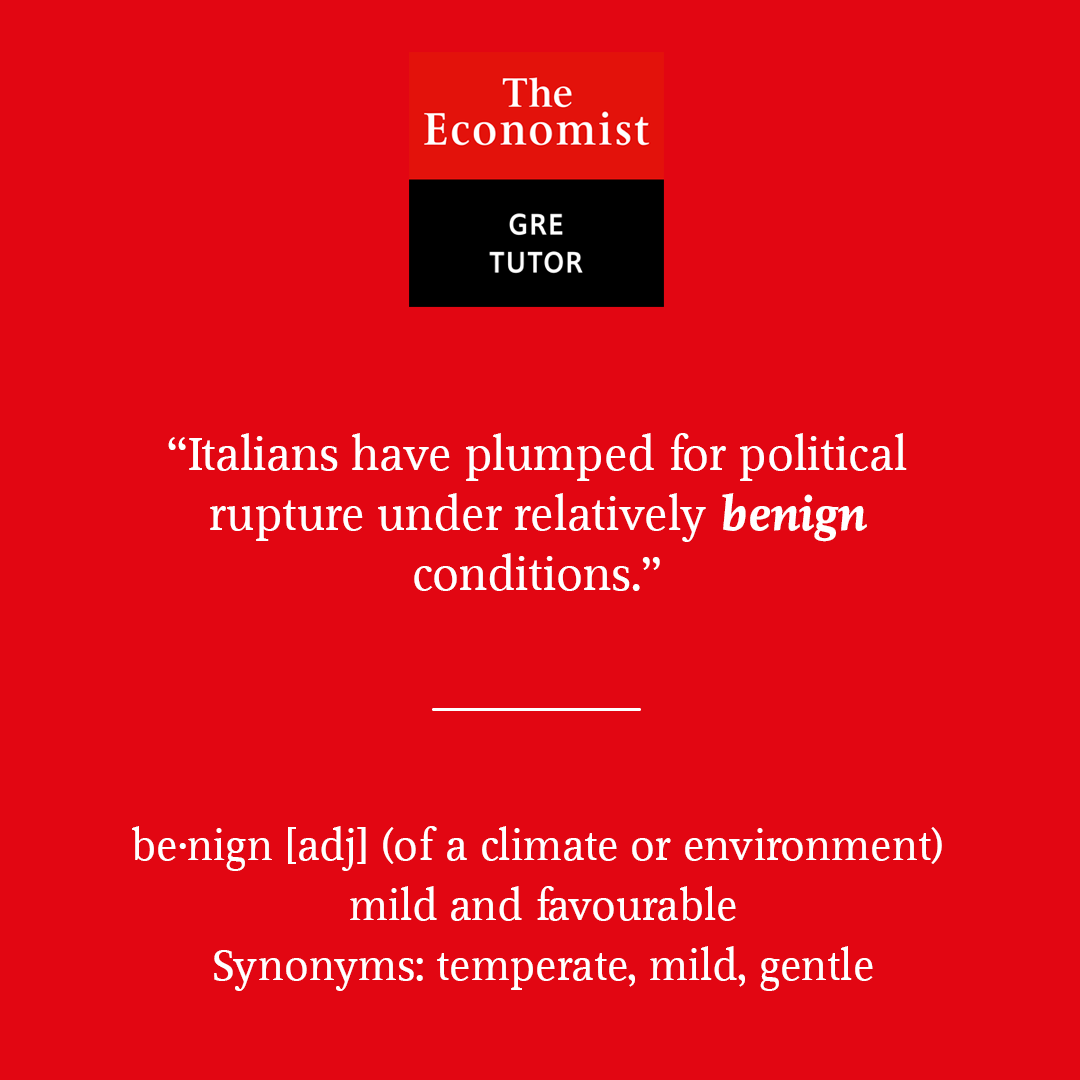 The
Economist
GRE
TUTOR
“Italians have plumped for political
rupture under relatively benign
conditions.”
be·nign [adj] (of a climate or environment)
mild and favourable
Synonyms: temperate, mild, gentle